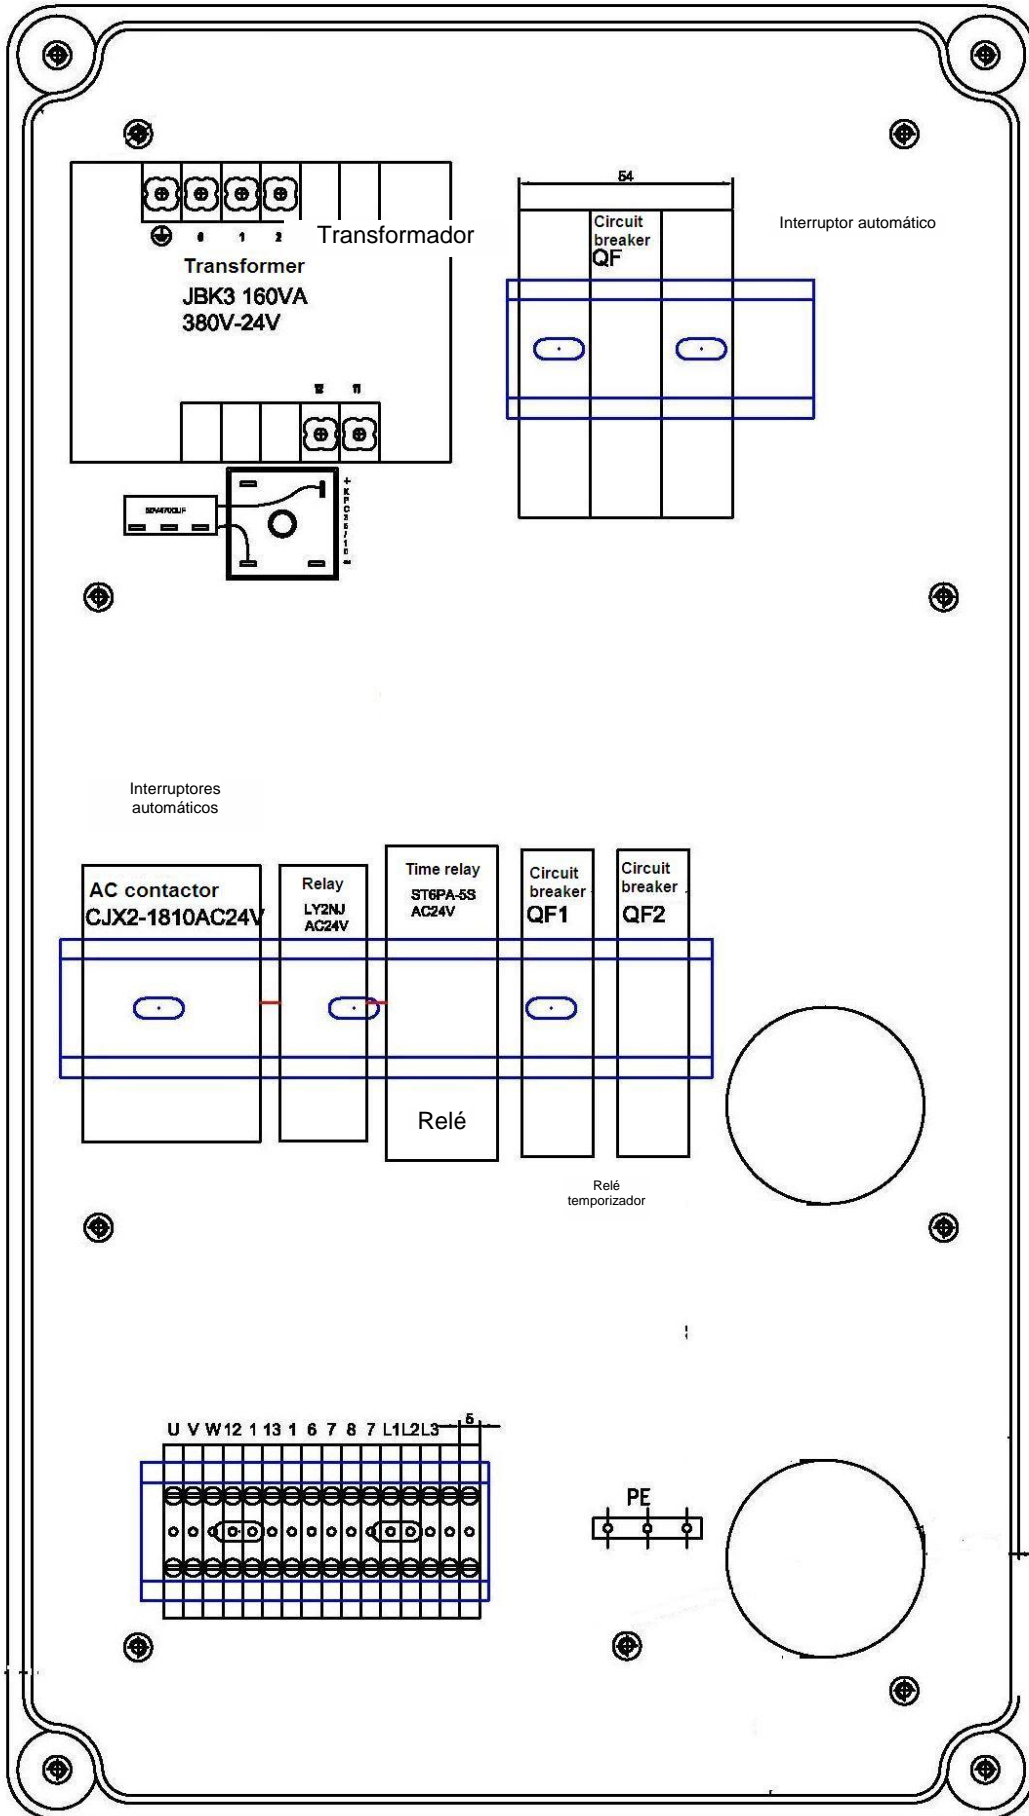 54
Circuit
breaker
QF
Interruptor automático
6 1 2
Transformador
Transformer
JBK3 160VA
380V-24V
12 11
50V4700UF
+
-
Interruptores
automáticos
AC contactor
CJX2-1810AC24V
Relay
LY2NJ
AC24V
Time relay
ST6PA-5S
AC24V
Circuit
breaker
QF1
Circuit
breaker
QF2
Relé
Relé
temporizador
U V W 12 1 13 1 6 7 8 7 L1 L2 L3
5
PE